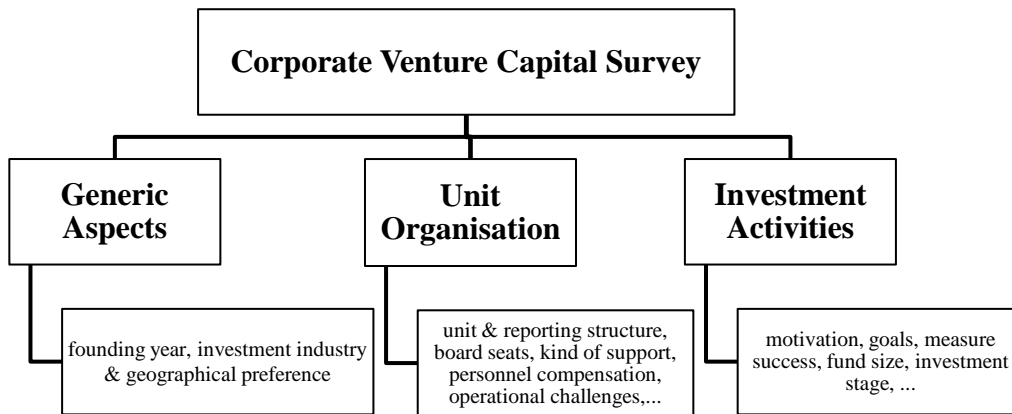 Corporate Venture Capital Survey
Generic
Aspects
Unit
Organisation
Investment
Activities
founding year, investment industry
& geographical preference
unit & reporting structure,
board seats, kind of support,
personnel compensation,
operational challenges,...
motivation, goals, measure
success, fund size, investment
stage, ...